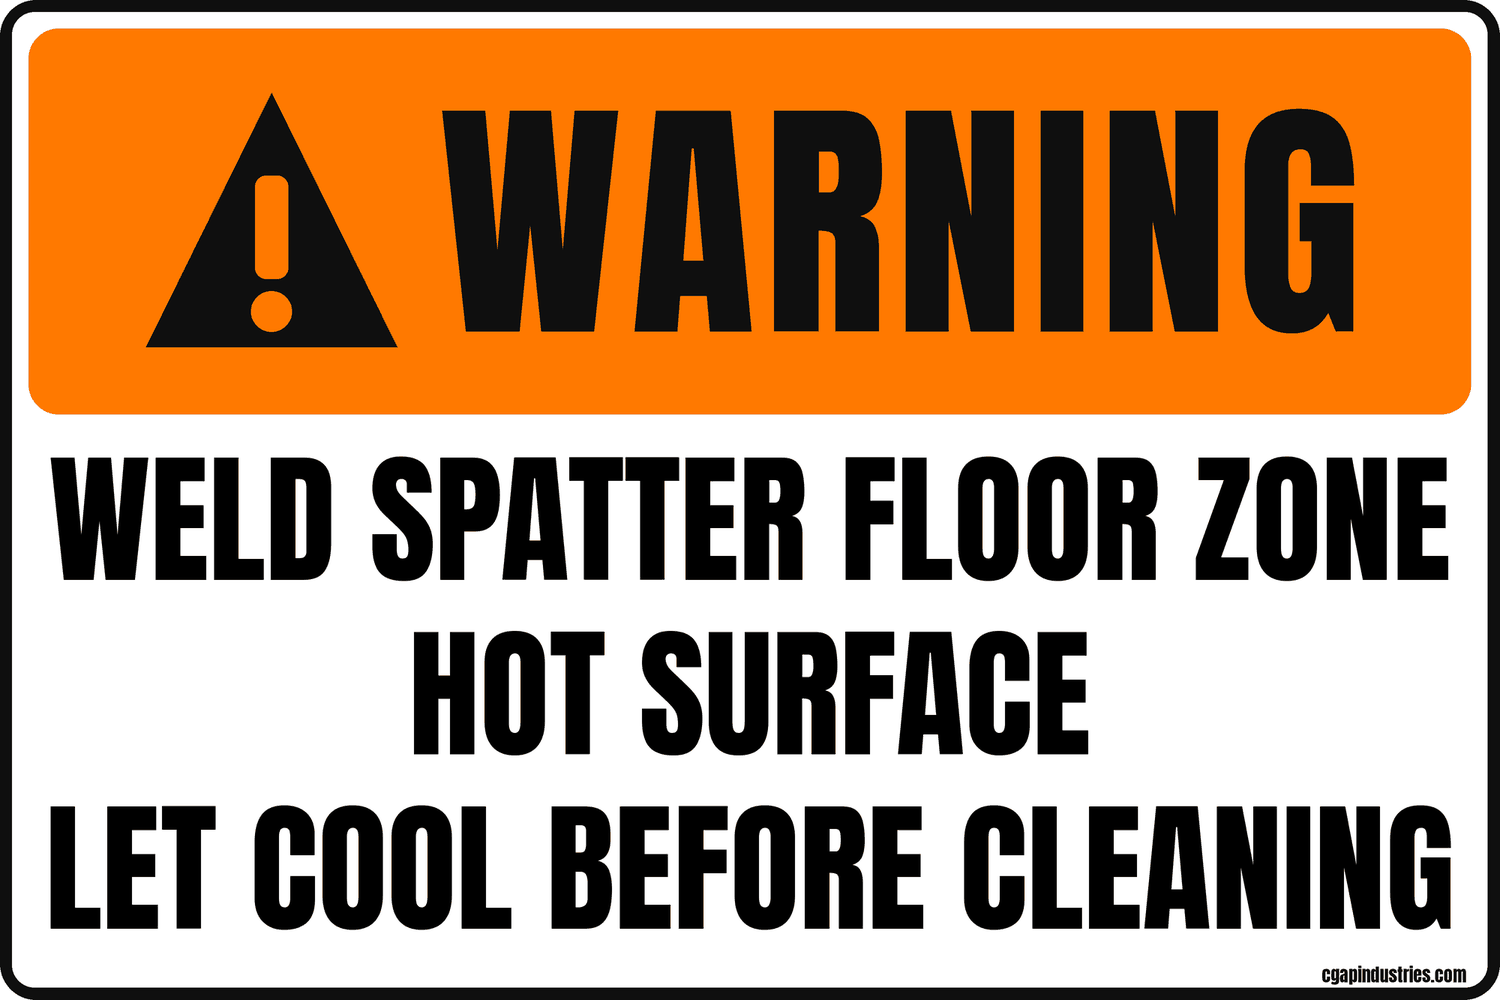 WARNING
WELD SPATTER FLOOR ZONE
HOT SURFACE
LET COOL BEFORE CLEANING
cgapindustries.com